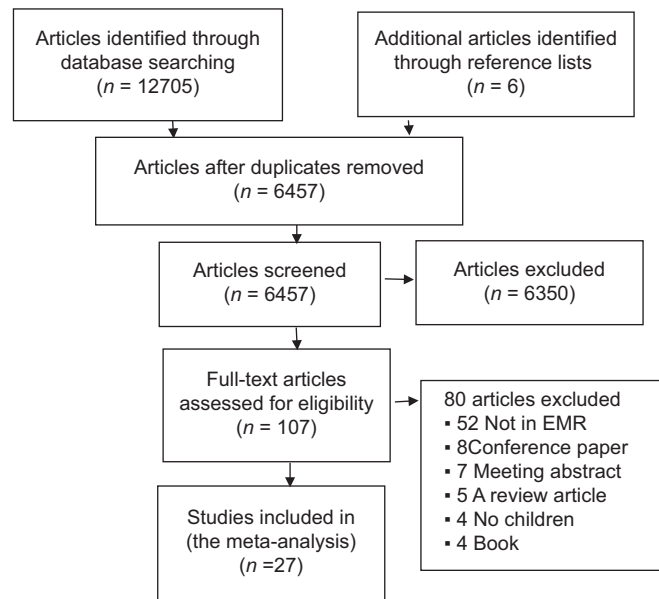 Articles identified through
database searching
(n = 12705)
Additional articles identified
through reference lists
(n = 6)
Articles after duplicates removed
(n = 6457)
Articles screened
(n = 6457)
Articles excluded
(n = 6350)
Full-text articles
assessed for eligibility
(n = 107)
80 articles excluded
▪ 52 Not in EMR
▪ 8Conference paper
▪ 7 Meeting abstract
▪ 5 A review article
▪ 4 No children
▪ 4 Book
Studies included in
(the meta-analysis)
(n =27)